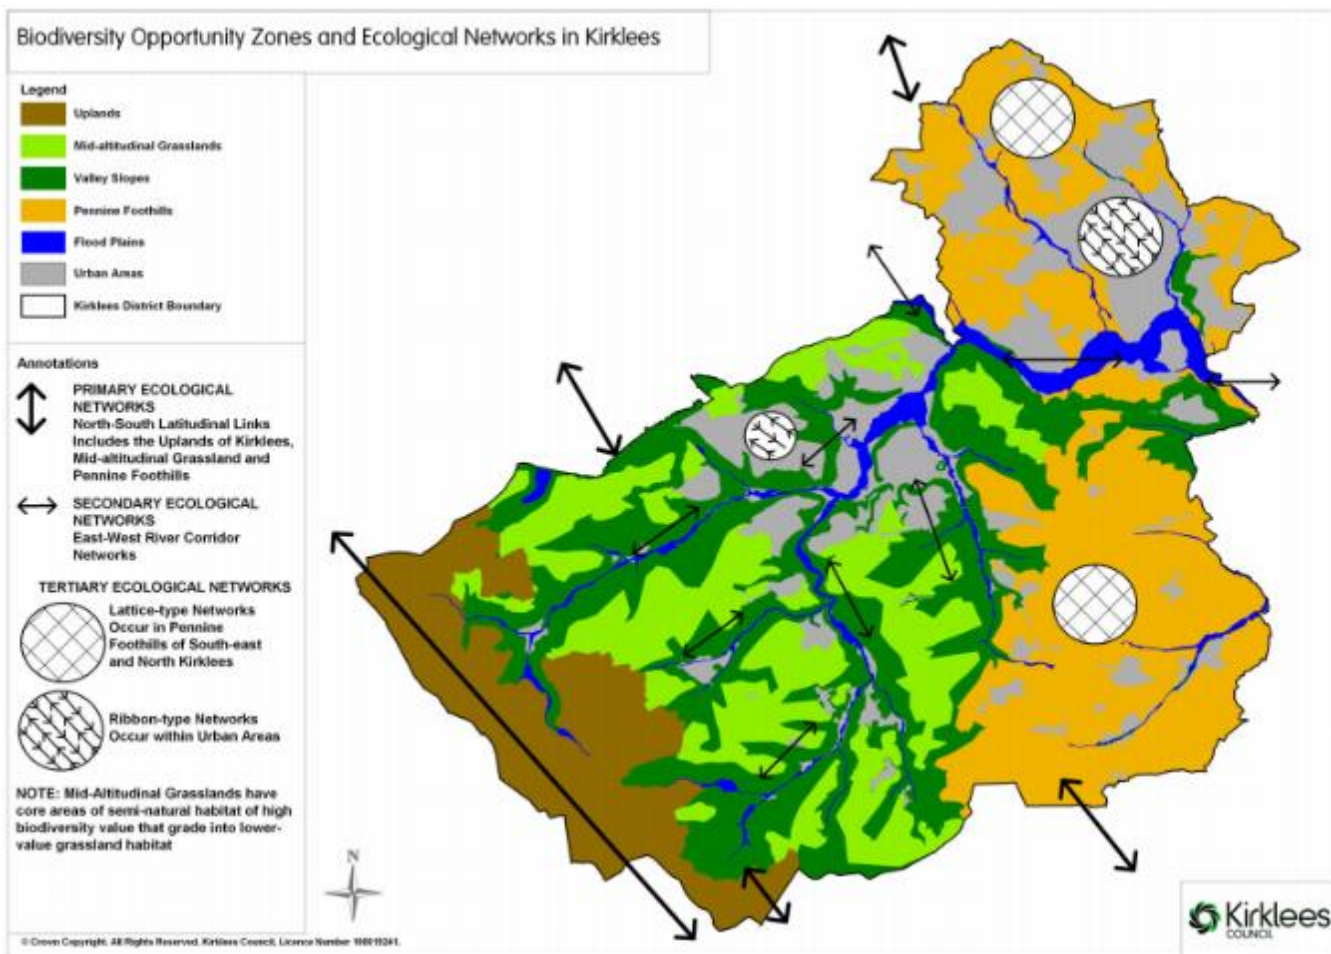 Biodiversity Opportunity Zones and Ecological Networks in Kirklees
Legend
Uplands
Mid-altitudinal Grasslands
Valley Slopes
Pennine Foothills
Flood Plains
Urban Areas
Kirklees District Boundary
Annotations
PRIMARY ECOLOGICAL
NETWORKS
North-South Latitudinal Links
Includes the Uplands of Kirklees,
Mid-altitudinal Grassland and
Pennine Foothills
SECONDARY ECOLOGICAL
NETWORKS
East-West River Corridor
Networks
TERTIARY ECOLOGICAL NETWORKS
Lattice-type Networks
Occur in Pennine
Foothills of South-east
and North Kirklees
Ribbon-type Networks
Occur within Urban Areas
NOTE: Mid-Altitudinal Grasslands have
core areas of semi-natural habitat of high
biodiversity value that grade into lower-
value grassland habitat
N
© Crown Copyright. All Rights Reserved. Kirklees Council, Licence Number
Kirklees
COUNCIL